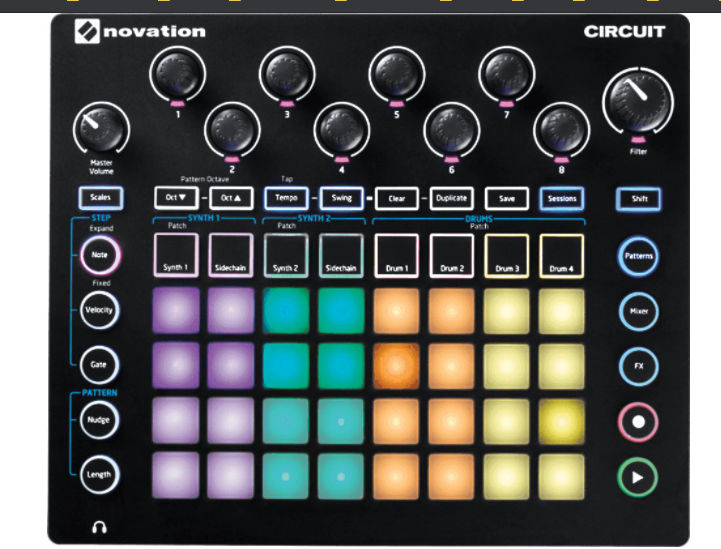 novation
CIRCUIT
1
3
5
7
2
4
6
8
Master
Volume
Filter
Pattern Octave
Tap
Scales
Oct ▼
Oct ▲
Tempo
Swing
Clear
Duplicate
Save
Sessions
Shift
STEP
SYNTH 1
SYNTH 2
DRUMS
Expand
Patch
Patch
Patch
Note
Synth 1
Sidechain
Synth 2
Sidechain
Drum 1
Drum 2
Drum 3
Drum 4
Patterns
Fixed
Velocity
Mixer
Gate
FX
PATTERN
Nudge
Length